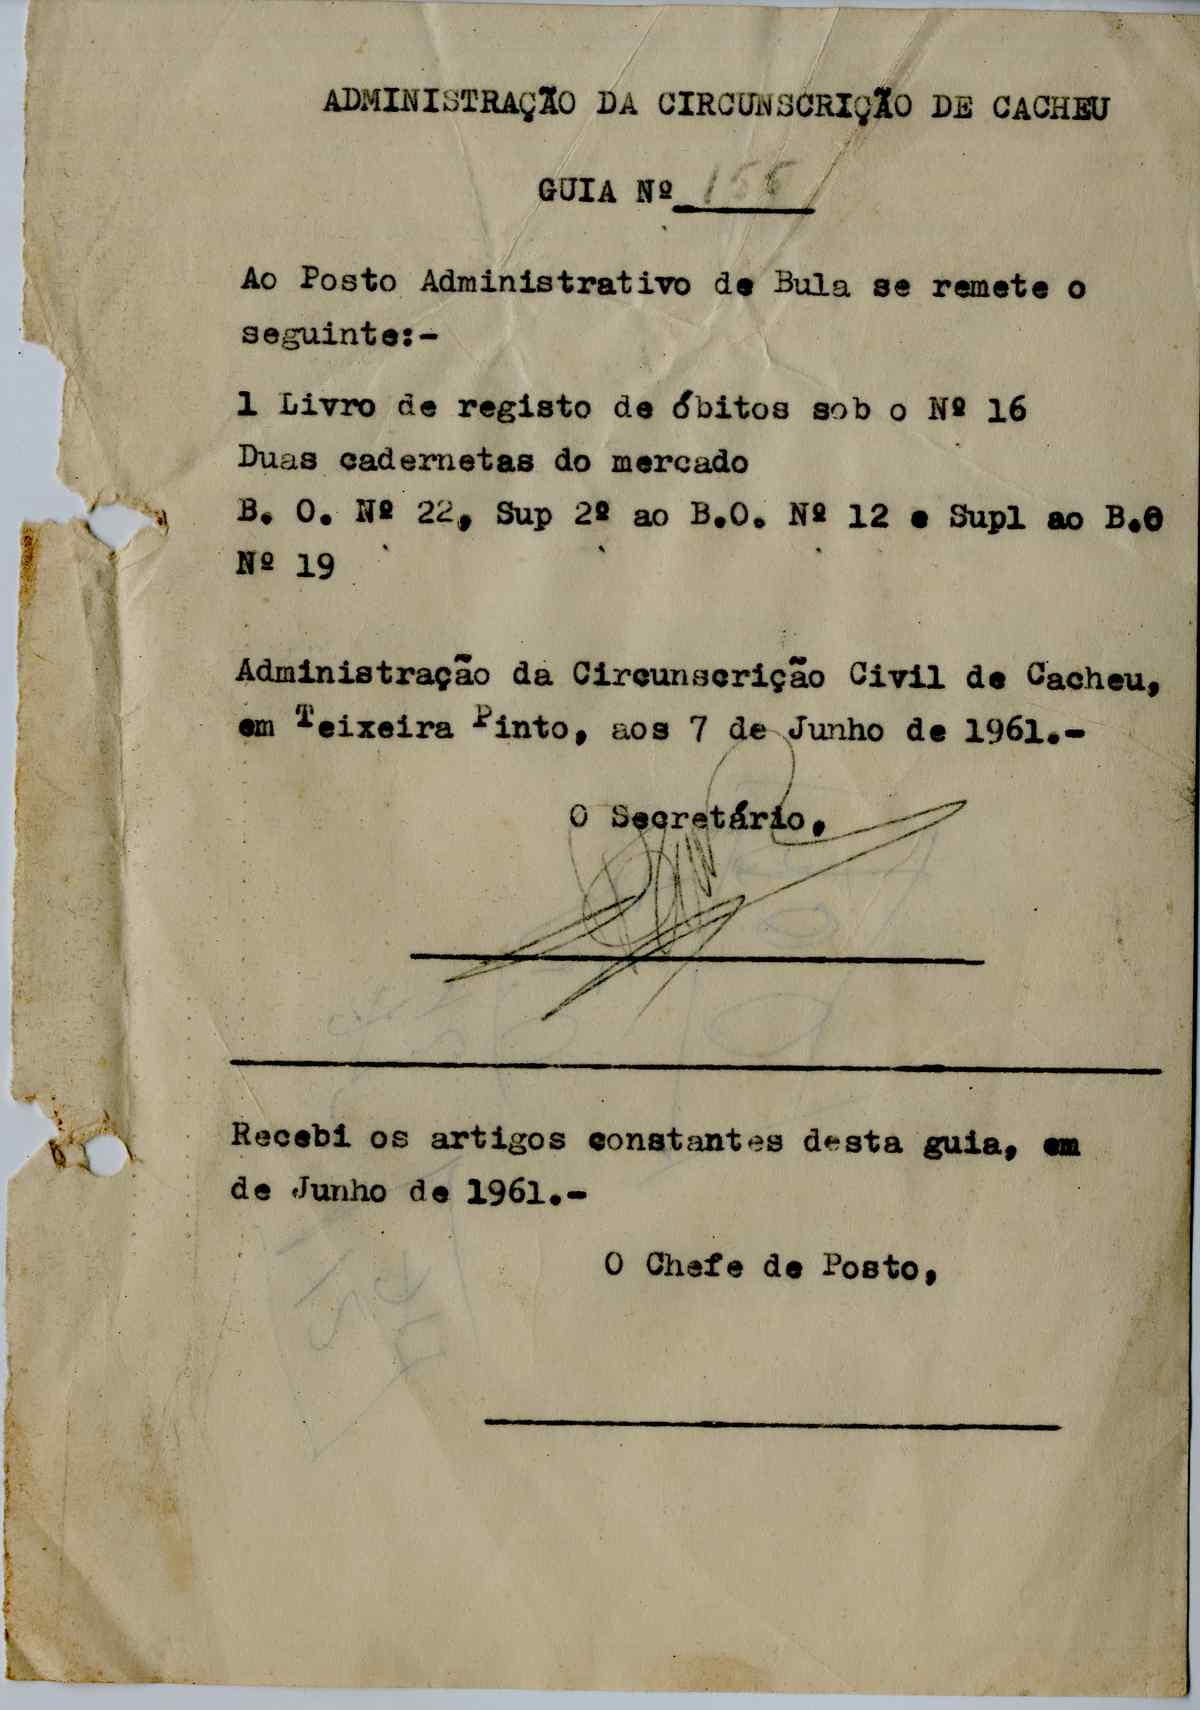 ADMINISTRAÇÃO DA CIRCUNSCRIÇÃO DE CACHEU
GUIA Nº 156
Ao Posto Administrativo de Bula se remete o
seguinte:-
1 Livro de registo de óbitos sob o Nº 16
Duas cadernetas do mercado
B. O. Nº 22, Sup 2º ao B.O. Nº 12 e Supl ao B.O
Nº 19
Administração da Circunscrição Civil de Cacheu,
em Teixeira Pinto, aos 7 de Junho de 1961.-
O Secretário,
Recebi os artigos constantes desta guia, em
de Junho de 1961.-
O Chefe de Posto,